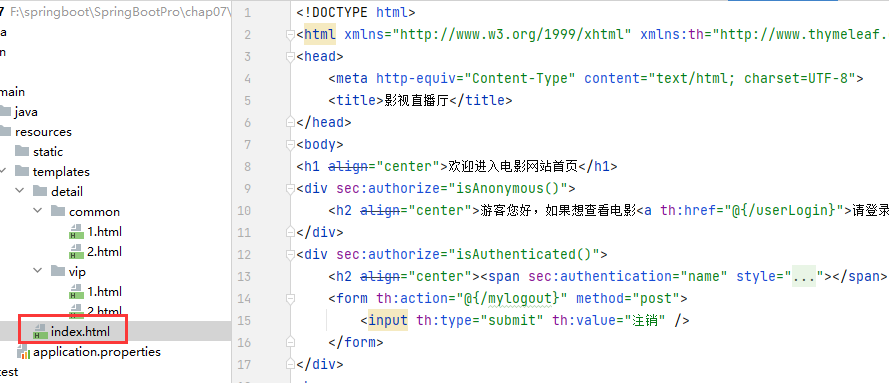 7 F:\springboot\SpringBootPro\chap07\
main
java
resources
static
templates
detail
common
1.html
2.html
vip
1.html
2.html
index.html
application.properties
test
1 <!DOCTYPE html>
2 <html xmlns="http://www.w3.org/1999/xhtml" xmlns:th="http://www.thymeleaf.
3 <head>
4 <meta http-equiv="Content-Type" content="text/html; charset=UTF-8">
5 <title>影视直播厅</title>
6 </head>
7 <body>
8 <h1 align="center">欢迎进入电影网站首页</h1>
9 <div sec:authorize="isAnonymous()">
10 <h2 align="center">游客您好，如果想查看电影<a th:href="@{/userLogin}">请登录
11 </div>
12 <div sec:authorize="isAuthenticated()">
13 <h2 align="center"><span sec:authentication="name" style="..."></span>
14 <form th:action="@{/mylogout}" method="post">
15 <input th:type="submit" th:value="注销" />
16 </form>
17 </div>